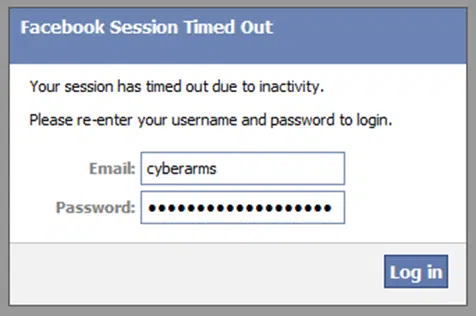 Facebook Session Timed Out
Your session has timed out due to inactivity.
Please re-enter your username and password to login.
Email: cyberarms
Password: •••••••••••••••••••
Log in